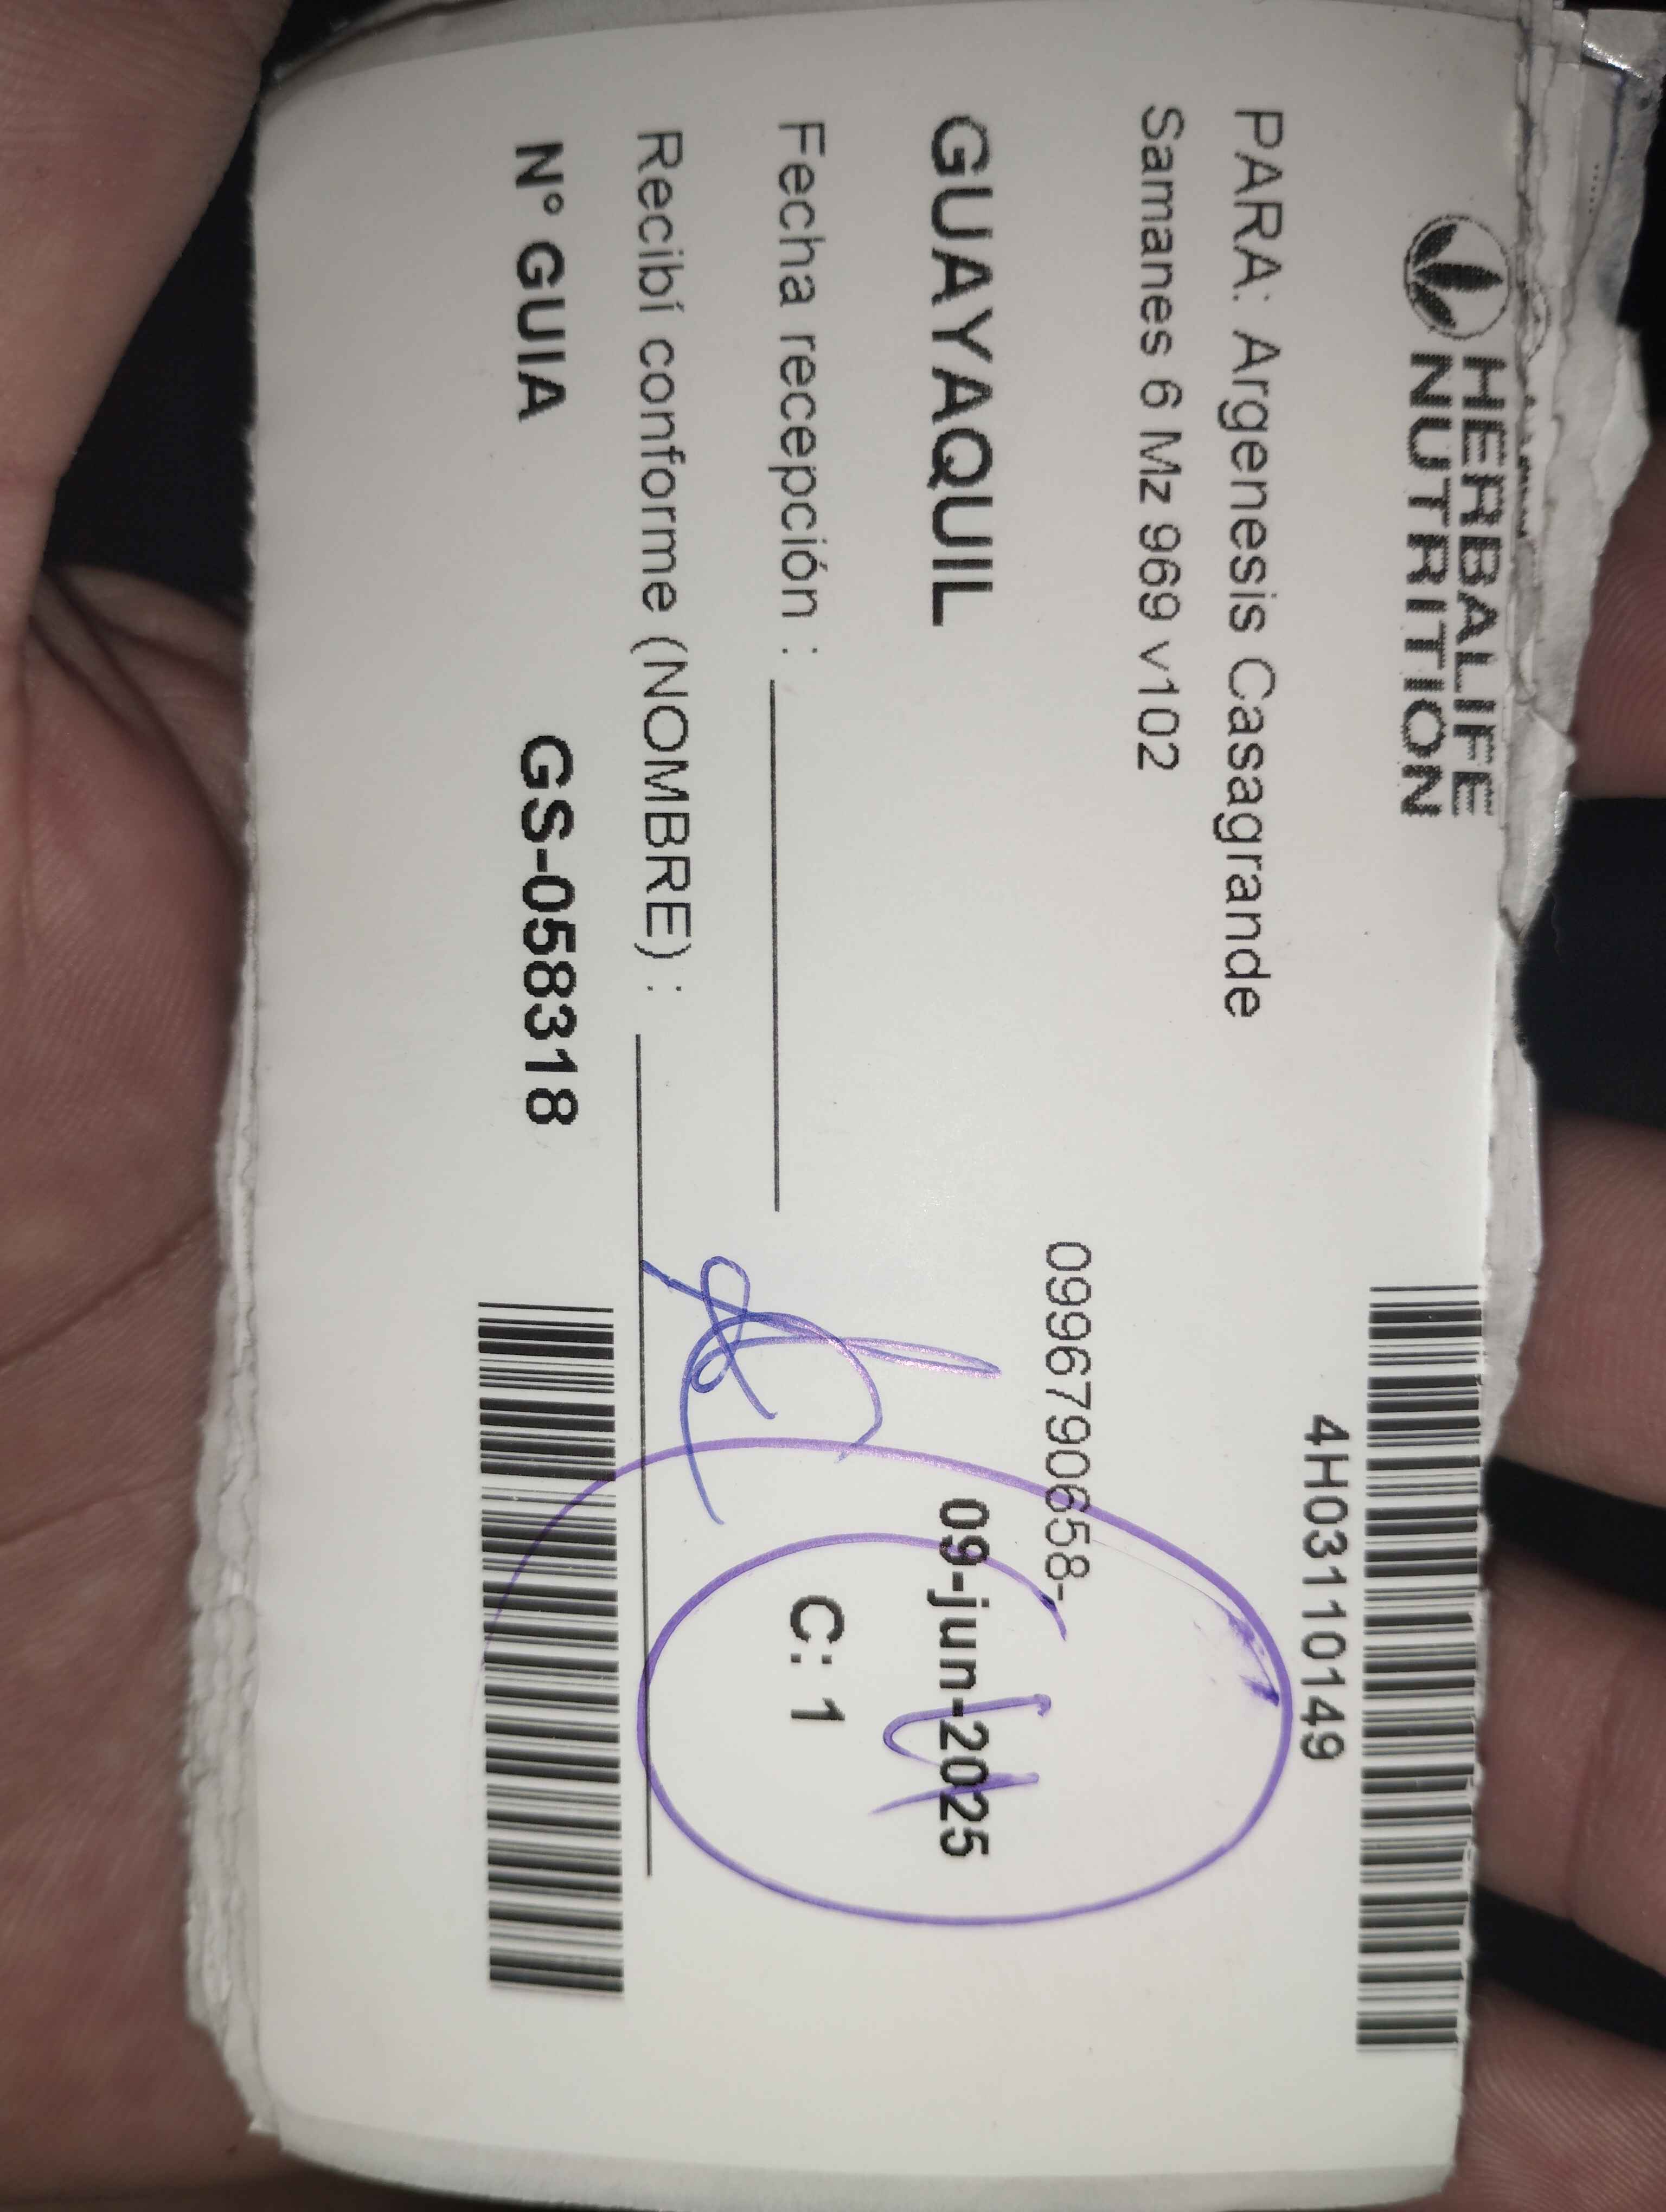 HERBALIFE
NUTRITION
4H03110149
PARA: Argenesis Casagrande
Samanes 6 Mz 969 v102
0996790658-
GUAYAQUIL
09-jun-2025
Fecha recepción :
C: 1
Recibí conforme (NOMBRE) :
N° GUIA GS-058318